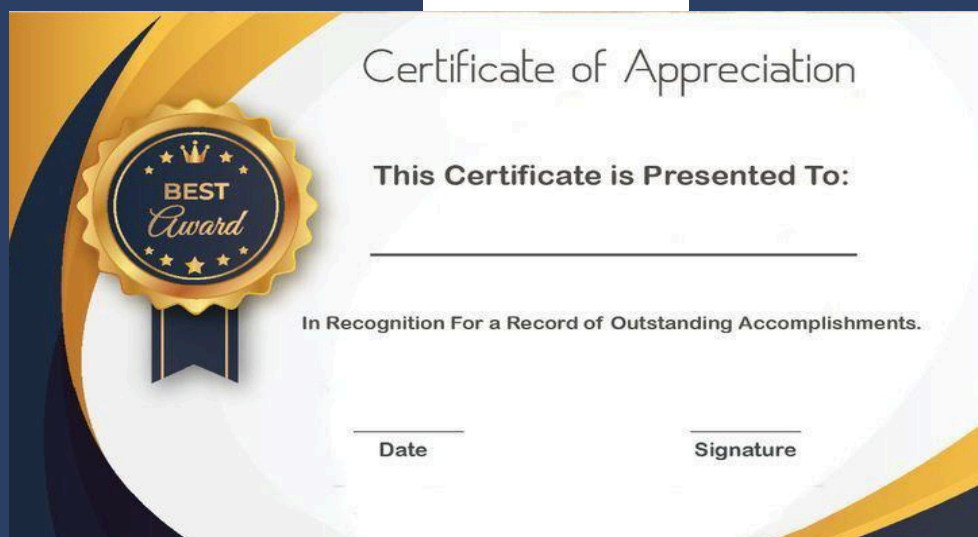 Certificate of Appreciation
This Certificate is Presented To:
BEST
Award
In Recognition For a Record of Outstanding Accomplishments.
Date
Signature